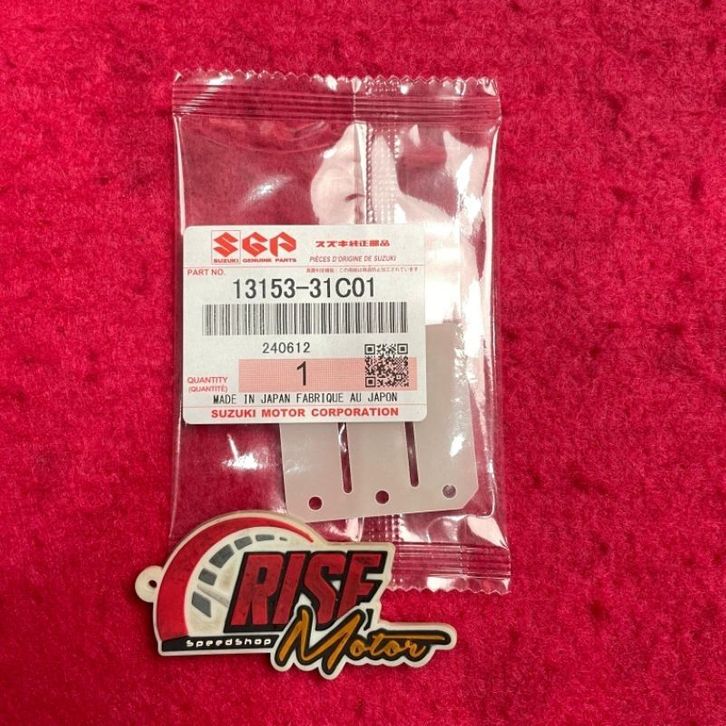 SGP
SUZUKI GENUINE PARTS
スズキ純正部品
PIÈCES D'ORIGINE DE SUZUKI
PART NO.
13153-31C01
240612
QUANTITY
(QUANTITÉ)
1
MADE IN JAPAN FABRIQUE AU JAPON
SUZUKI MOTOR CORPORATION
RISE
SpeedShop
Motor